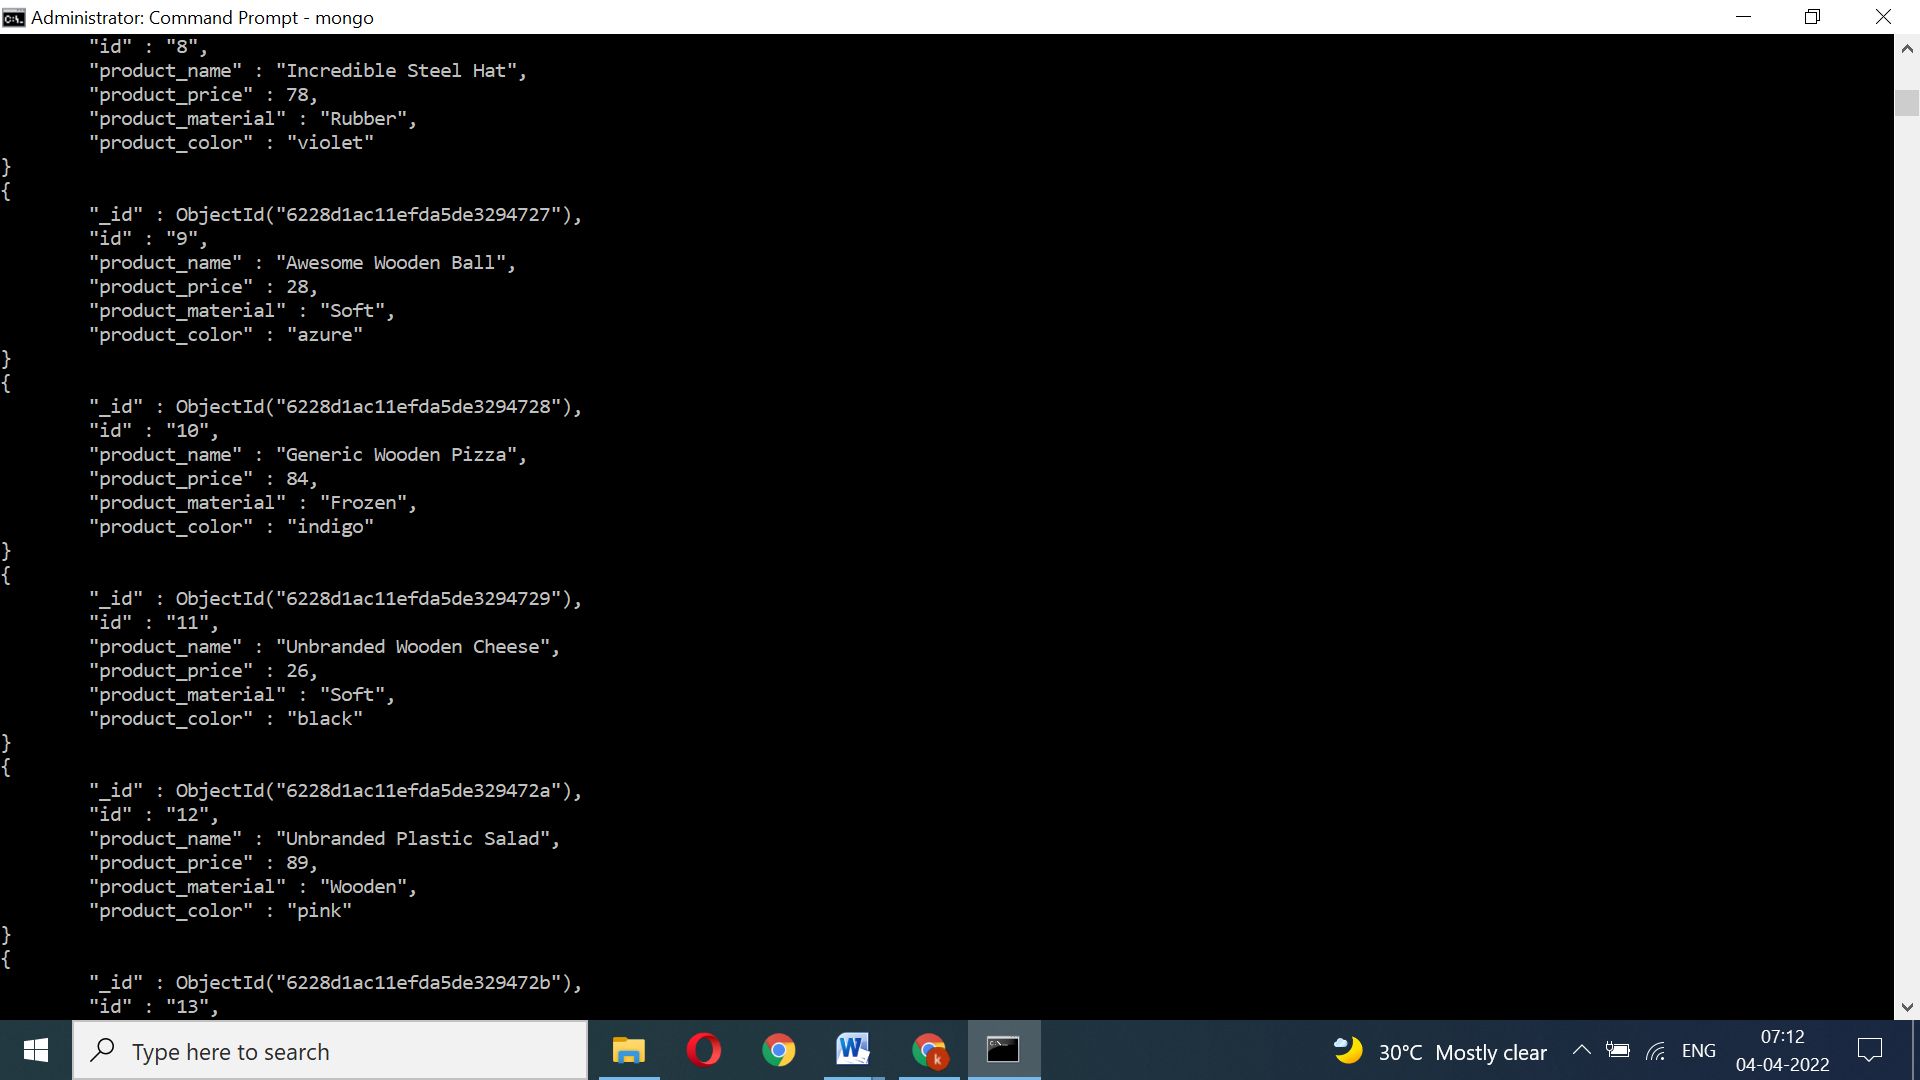 Administrator: Command Prompt - mongo
"id" : "8",
"product_name" : "Incredible Steel Hat",
"product_price" : 78,
"product_material" : "Rubber",
"product_color" : "violet"
}
{
"_id" : ObjectId("6228d1ac11efda5de3294727"),
"id" : "9",
"product_name" : "Awesome Wooden Ball",
"product_price" : 28,
"product_material" : "Soft",
"product_color" : "azure"
}
{
"_id" : ObjectId("6228d1ac11efda5de3294728"),
"id" : "10",
"product_name" : "Generic Wooden Pizza",
"product_price" : 84,
"product_material" : "Frozen",
"product_color" : "indigo"
}
{
"_id" : ObjectId("6228d1ac11efda5de3294729"),
"id" : "11",
"product_name" : "Unbranded Wooden Cheese",
"product_price" : 26,
"product_material" : "Soft",
"product_color" : "black"
}
{
"_id" : ObjectId("6228d1ac11efda5de329472a"),
"id" : "12",
"product_name" : "Unbranded Plastic Salad",
"product_price" : 89,
"product_material" : "Wooden",
"product_color" : "pink"
}
{
"_id" : ObjectId("6228d1ac11efda5de329472b"),
"id" : "13",
Type here to search
W
k
30°C Mostly clear
ENG
07:12
04-04-2022